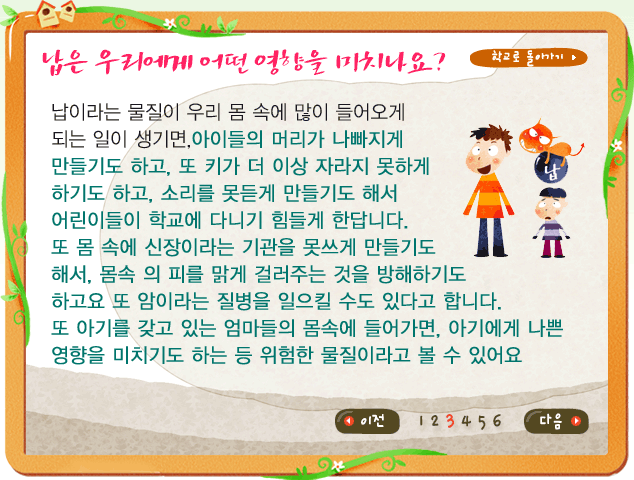 납은 우리에게 어떤 영향을 미치나요?
학교로 돌아가기
납이라는 물질이 우리 몸 속에 많이 들어오게
되는 일이 생기면,아이들의 머리가 나빠지게
만들기도 하고, 또 키가 더 이상 자라지 못하게
하기도 하고, 소리를 못듣게 만들기도 해서
어린이들이 학교에 다니기 힘들게 한답니다.
또 몸 속에 신장이라는 기관을 못쓰게 만들기도
해서, 몸속 의 피를 맑게 걸러주는 것을 방해하기도
하고요 또 암이라는 질병을 일으킬 수도 있다고 합니다.
또 아기를 갖고 있는 엄마들의 몸속에 들어가면, 아기에게 나쁜
영향을 미치기도 하는 등 위험한 물질이라고 볼 수 있어요
납
이전 1 2 3 4 5 6 다음